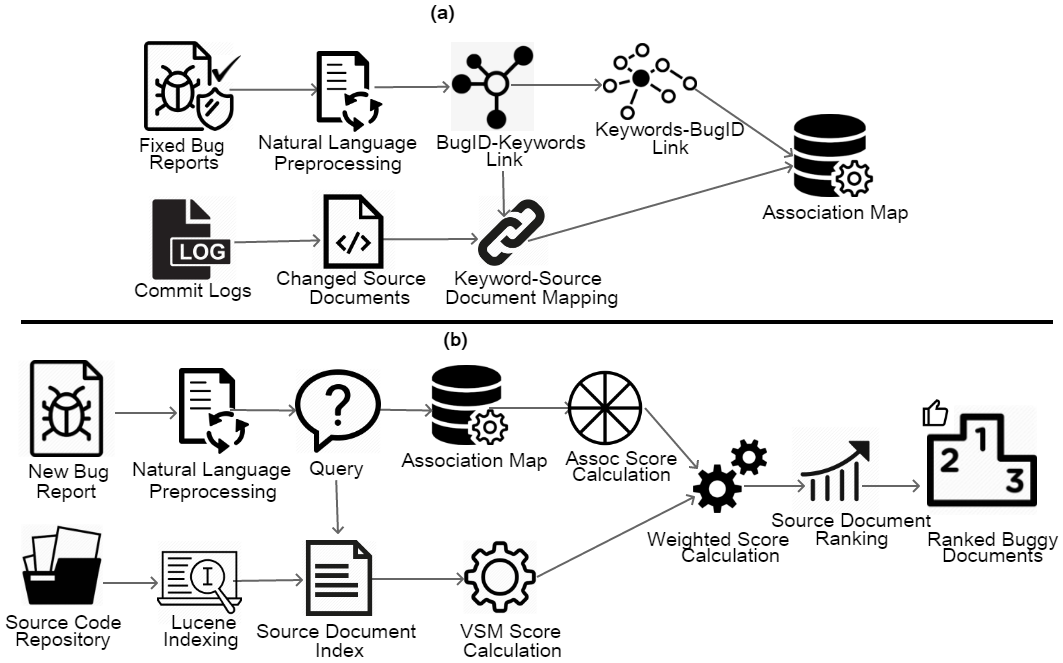 (a)
Fixed Bug
Reports
Natural Language
Preprocessing
BugID-Keywords
Link
Keywords-BugID
Link
Association Map
LOG
Commit Logs
</>
Changed Source
Documents
Keyword-Source
Document Mapping
(b)
New Bug
Report
Natural Language
Preprocessing
?
Query
Association Map
Assoc Score
Calculation
Weighted Score
Calculation
Source Document
Ranking
1
2
3
Ranked Buggy
Documents
Source Code
Repository
I
Lucene
Indexing
Source Document
Index
VSM Score
Calculation